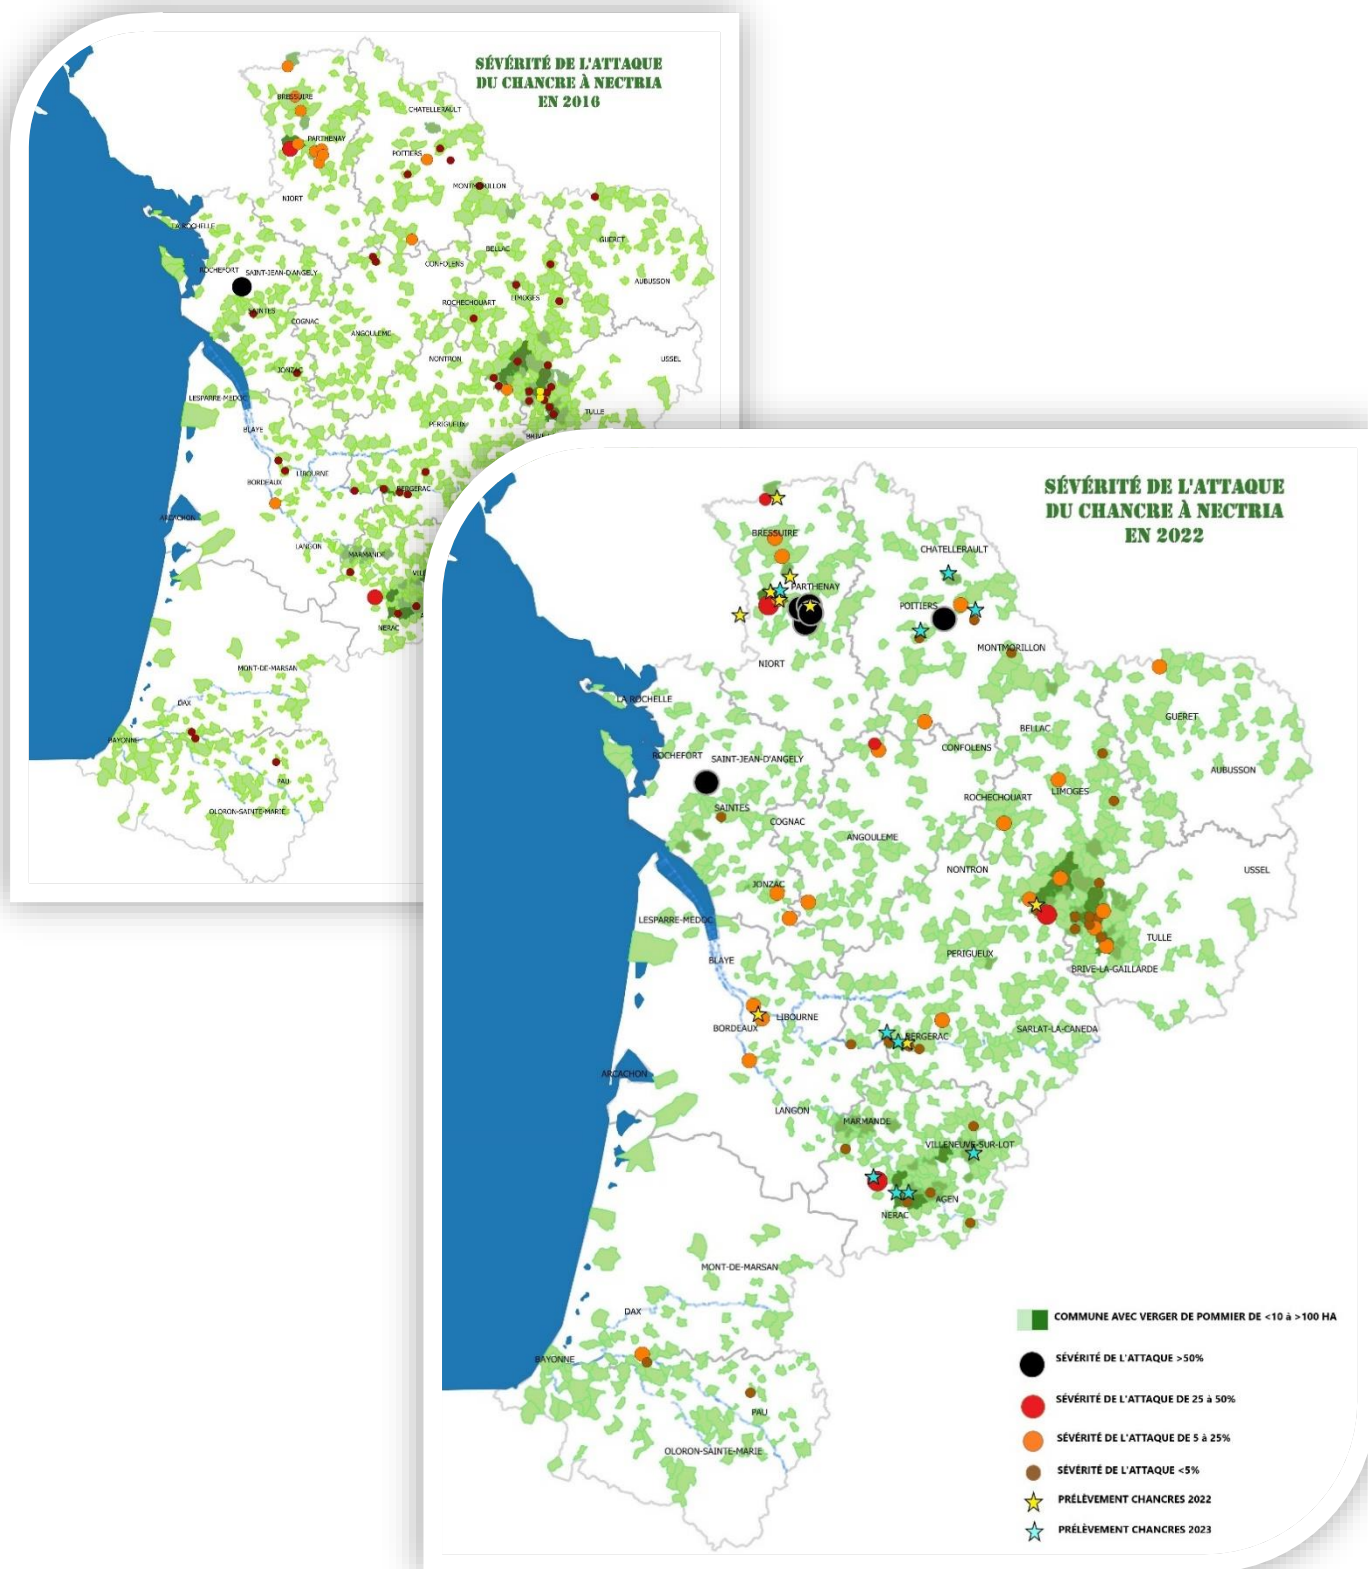 SÉVÉRITÉ DE L'ATTAQUE
DU CHANCRE À NECTRIA
EN 2016
BRESSUIRE
CHATELLERAULT
PARTHENAY
POITIERS
MONTMORILLON
NIORT
LA ROCHELLE
GUERET
BELLAC
CONFOLENS
ROCHEFORT
SAINT-JEAN-D'ANGELY
AUBUSSON
ROCHECHOUART
LIMOGES
SAINTES
COGNAC
ANGOULEME
NONTRON
USSEL
JONZAC
LESPARRE-MEDOC
TULLE
PERIGUEUX
BLAYE
LIBOURNE
BORDEAUX
BERGERAC
ARCACHON
LANGON
MARMANDE
NERAC
MONT-DE-MARSAN
DAX
BAYONNE
PAU
OLORON-SAINTE-MARIE
SÉVÉRITÉ DE L'ATTAQUE
DU CHANCRE À NECTRIA
EN 2022
BRESSUIRE
CHATELLERAULT
PARTHENAY
POITIERS
MONTMORILLON
NIORT
LA ROCHELLE
GUERET
BELLAC
CONFOLENS
ROCHEFORT
SAINT-JEAN-D'ANGELY
AUBUSSON
ROCHECHOUART
LIMOGES
SAINTES
COGNAC
ANGOULEME
NONTRON
USSEL
JONZAC
LESPARRE-MEDOC
TULLE
PERIGUEUX
BLAYE
BRIVE-LA-GAILLARDE
LIBOURNE
BORDEAUX
BERGERAC
SARLAT-LA-CANEDA
ARCACHON
LANGON
MARMANDE
VILLENEUVE-SUR-LOT
AGEN
NERAC
MONT-DE-MARSAN
DAX
BAYONNE
PAU
OLORON-SAINTE-MARIE
COMMUNE AVEC VERGER DE POMMIER DE <10 à >100 HA
SÉVÉRITÉ DE L'ATTAQUE >50%
SÉVÉRITÉ DE L'ATTAQUE DE 25 à 50%
SÉVÉRITÉ DE L'ATTAQUE DE 5 à 25%
SÉVÉRITÉ DE L'ATTAQUE <5%
PRÉLÈVEMENT CHANCRES 2022
PRÉLÈVEMENT CHANCRES 2023